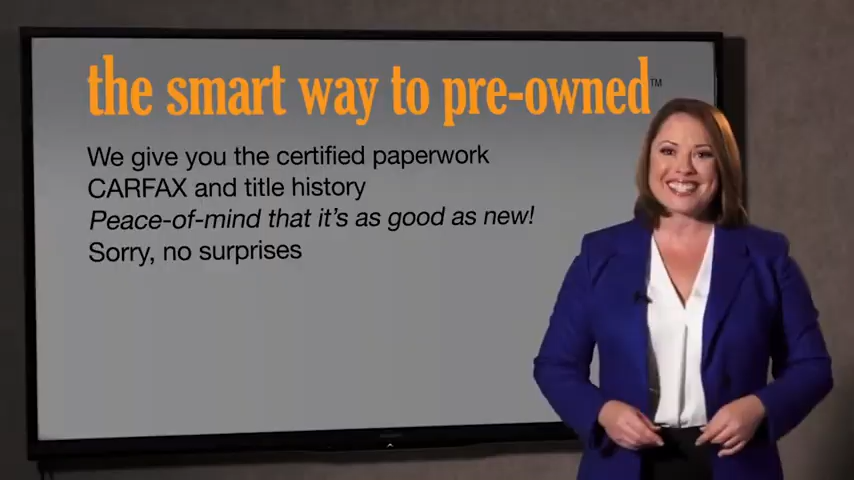 the smart way to pre-owned™
We give you the certified paperwork
CARFAX and title history
Peace-of-mind that it's as good as new!
Sorry, no surprises